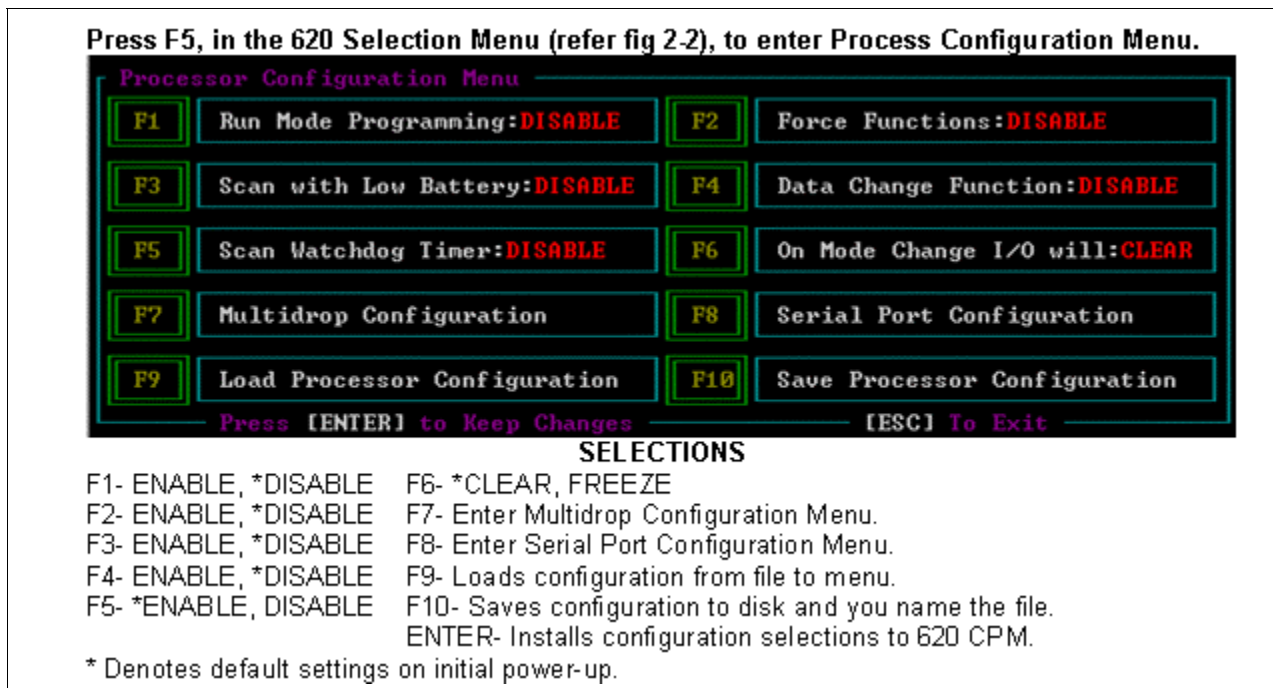 Press F5, in the 620 Selection Menu (refer fig 2-2), to enter Process Configuration Menu.
Processor Configuration Menu
F1 Run Mode Programming:DISABLE F2 Force Functions:DISABLE
F3 Scan with Low Battery:DISABLE F4 Data Change Function:DISABLE
F5 Scan Watchdog Timer:DISABLE F6 On Mode Change I/O will:CLEAR
F7 Multidrop Configuration F8 Serial Port Configuration
F9 Load Processor Configuration F10 Save Processor Configuration
Press [ENTER] to Keep Changes [ESC] To Exit
SELECTIONS
F1- ENABLE, *DISABLE F6- *CLEAR, FREEZE
F2- ENABLE, *DISABLE F7- Enter Multidrop Configuration Menu.
F3- ENABLE, *DISABLE F8- Enter Serial Port Configuration Menu.
F4- ENABLE, *DISABLE F9- Loads configuration from file to menu.
F5- *ENABLE, DISABLE F10- Saves configuration to disk and you name the file.
ENTER- Installs configuration selections to 620 CPM.
* Denotes default settings on initial power-up.